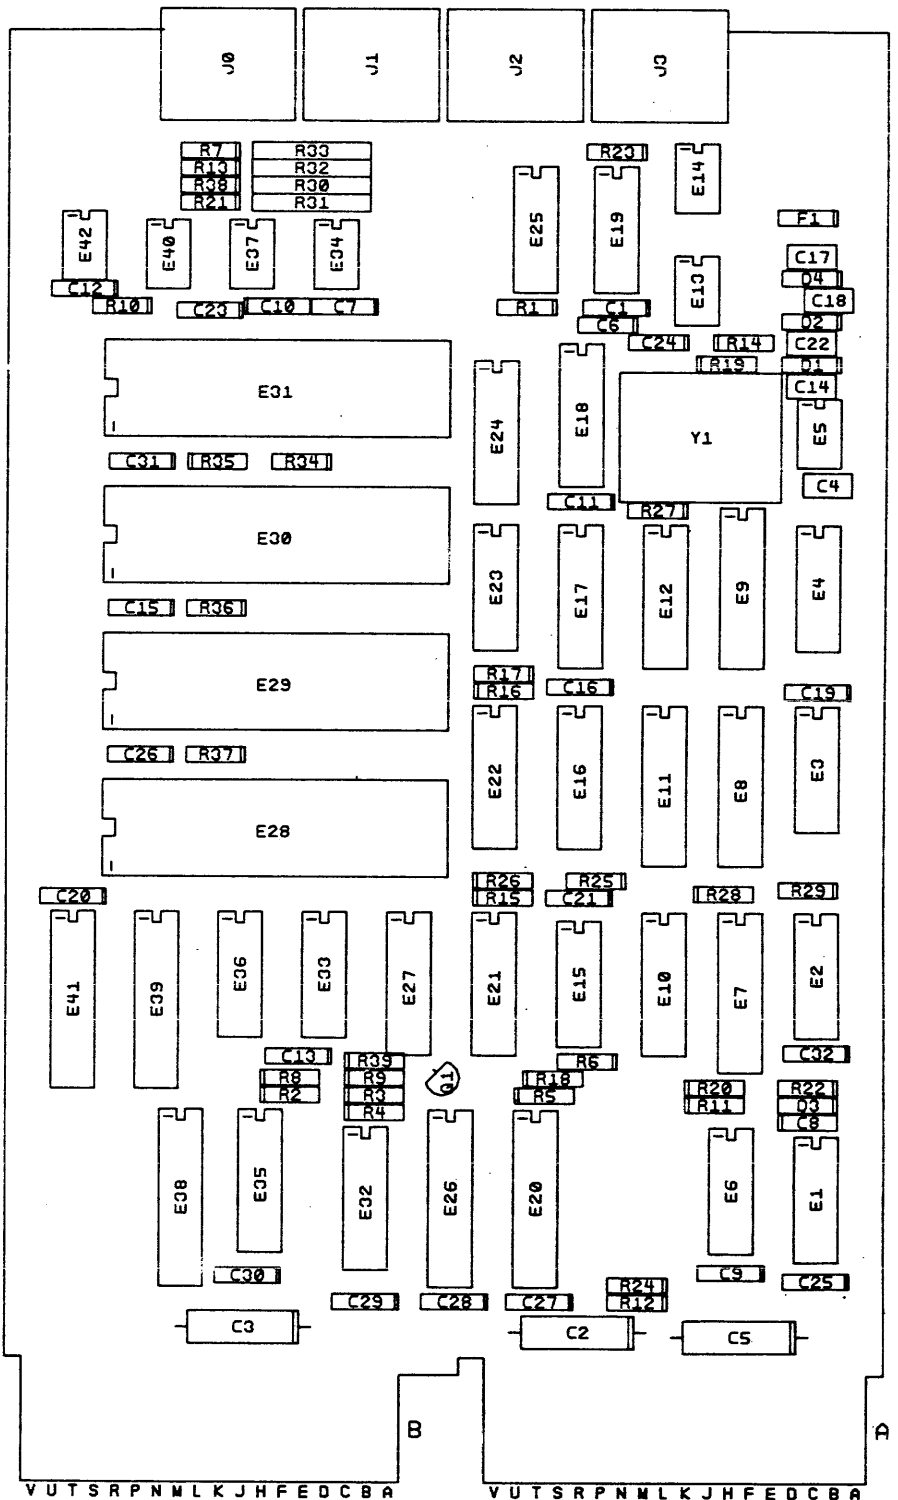 J0 J1 J2 J3
R7 R33 R23 E14
R13 R32
R38 R30
R21 R31
E42 E40 E37 E34 E25 E19 F1
C17
C12 D4
R10 C23 C10 C7 R1 C1 E13 C18
C6 D2
C24 R14 C22
R19 D1
E31 C14
E24 E18 Y1 E5
C31 R35 R34
C4
C11
R27
E30
E23 E17 E12 E9 E4
C15 R36
R17
E29 R16 C16 C19
C26 R37
E22 E16 E11 E8 E3
E28
R26 R25
C20 R15 C21 R28 R29
E41 E39 E36 E33 E27 E21 E15 E10 E7 E2
C13 R39 R6 C32
R8 R9 Q1 R18 R20 R22
R2 R3 R5 R11 D3
R4 C8
E38 E35 E32 E26 E20 E6 E1
C30 C9 C25
R24
C29 C28 C27 R12
C3 C2 C5
B A
V U T S R P N M L K J H F E D C B A V U T S R P N M L K J H F E D C B A